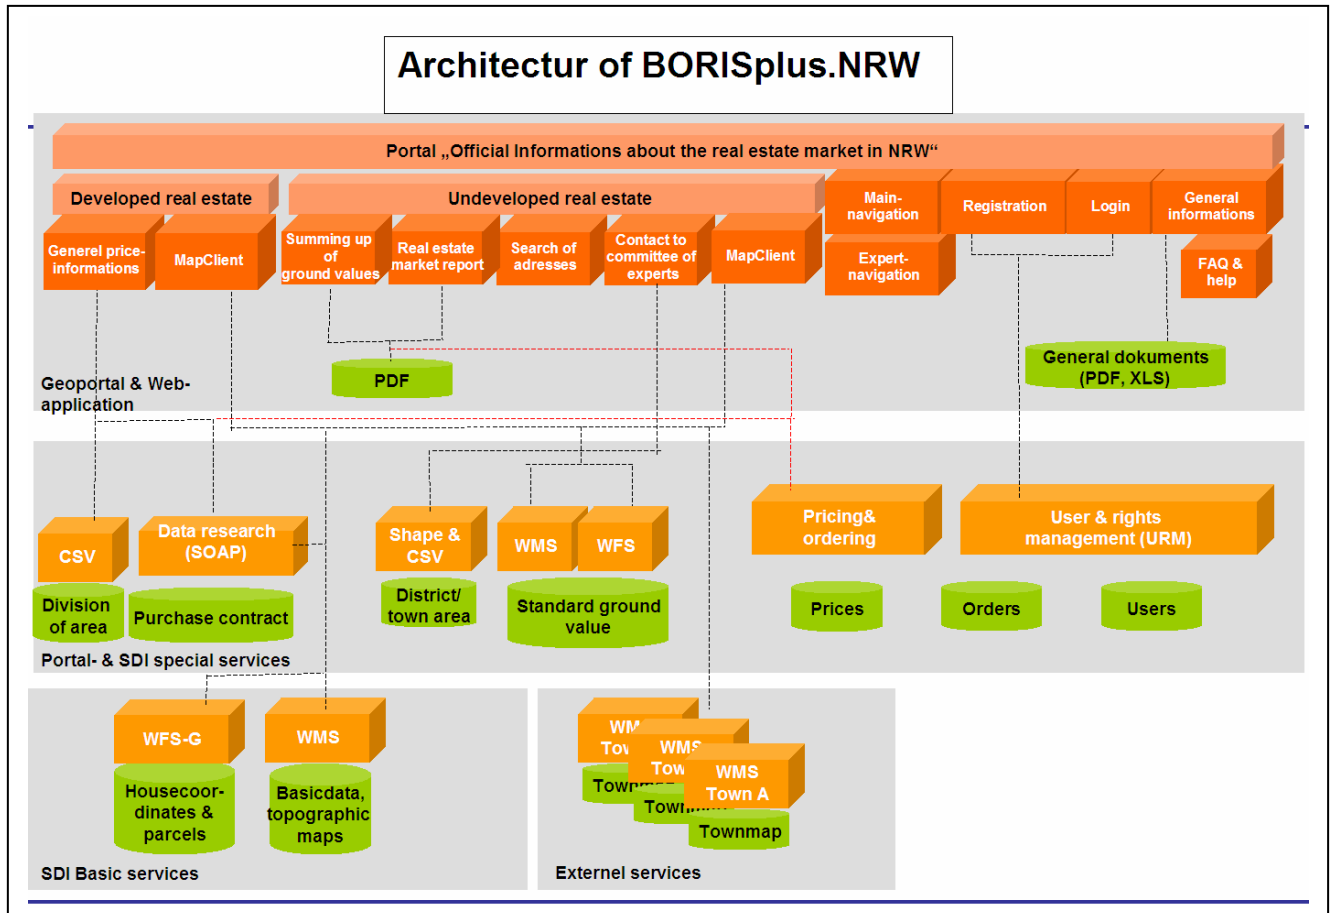 Architectur of BORISplus.NRW
Portal „Official Informations about the real estate market in NRW“
Developed real estate
Undeveloped real estate
Main-
navigation
Registration
Login
General
informations
Generel price-
informations
MapClient
Summing up
of
ground values
Real estate
market report
Search of
adresses
Contact to
committee of
experts
MapClient
Expert-
navigation
FAQ &
help
PDF
General dokuments
(PDF, XLS)
Geoportal & Web-
application
CSV
Data research
(SOAP)
Shape &
CSV
WMS
WFS
Pricing&
ordering
User & rights
management (URM)
Division
of area
Purchase contract
District/
town area
Standard ground
value
Prices
Orders
Users
Portal- & SDI special services
WFS-G
WMS
Housecoor-
dinates &
parcels
Basicdata,
topographic
maps
SDI Basic services
WMS
Town A
Townmap
Externel services